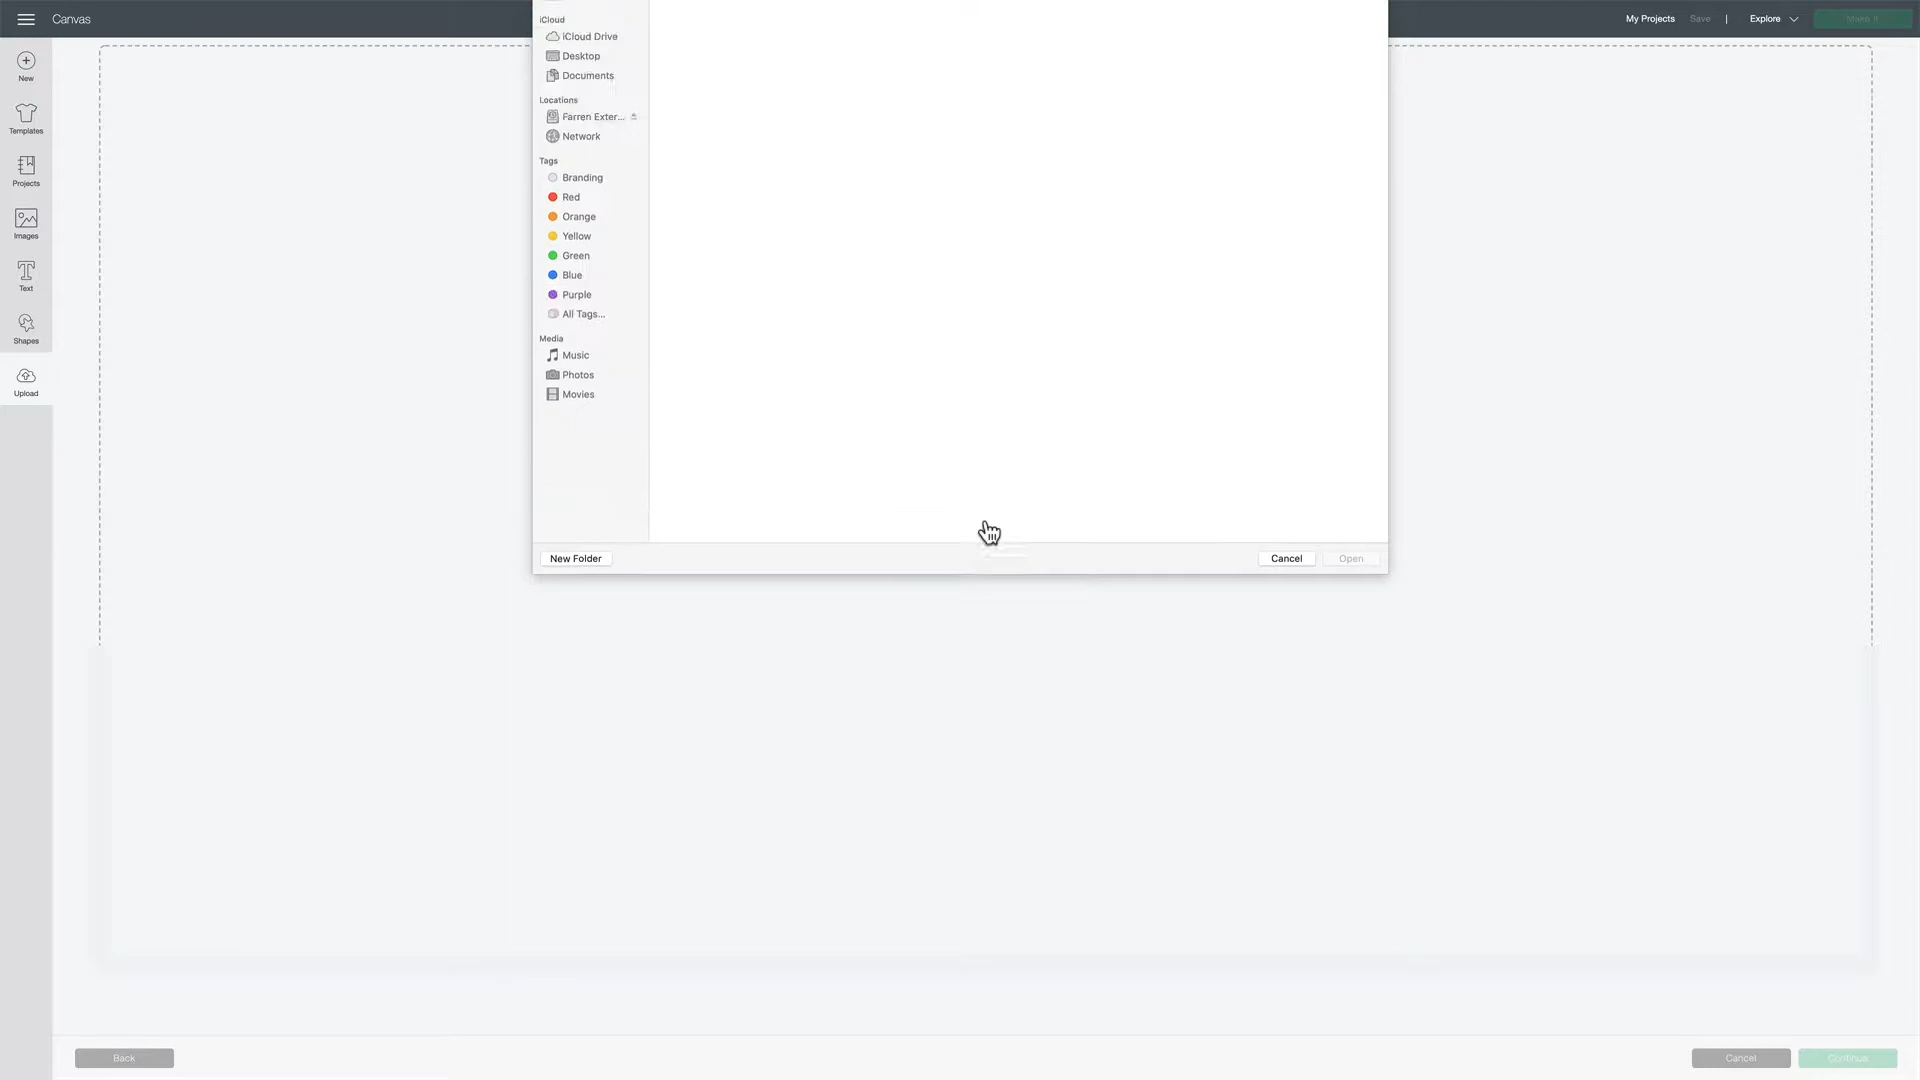 Canvas
My Projects Save | Explore Make It
New
Templates
Projects
Images
Text
Shapes
Upload
iCloud
iCloud Drive
Desktop
Documents
Locations
Farren Exter...
Network
Tags
Branding
Red
Orange
Yellow
Green
Blue
Purple
All Tags...
Media
Music
Photos
Movies
New Folder Cancel Open
Back Cancel Continue